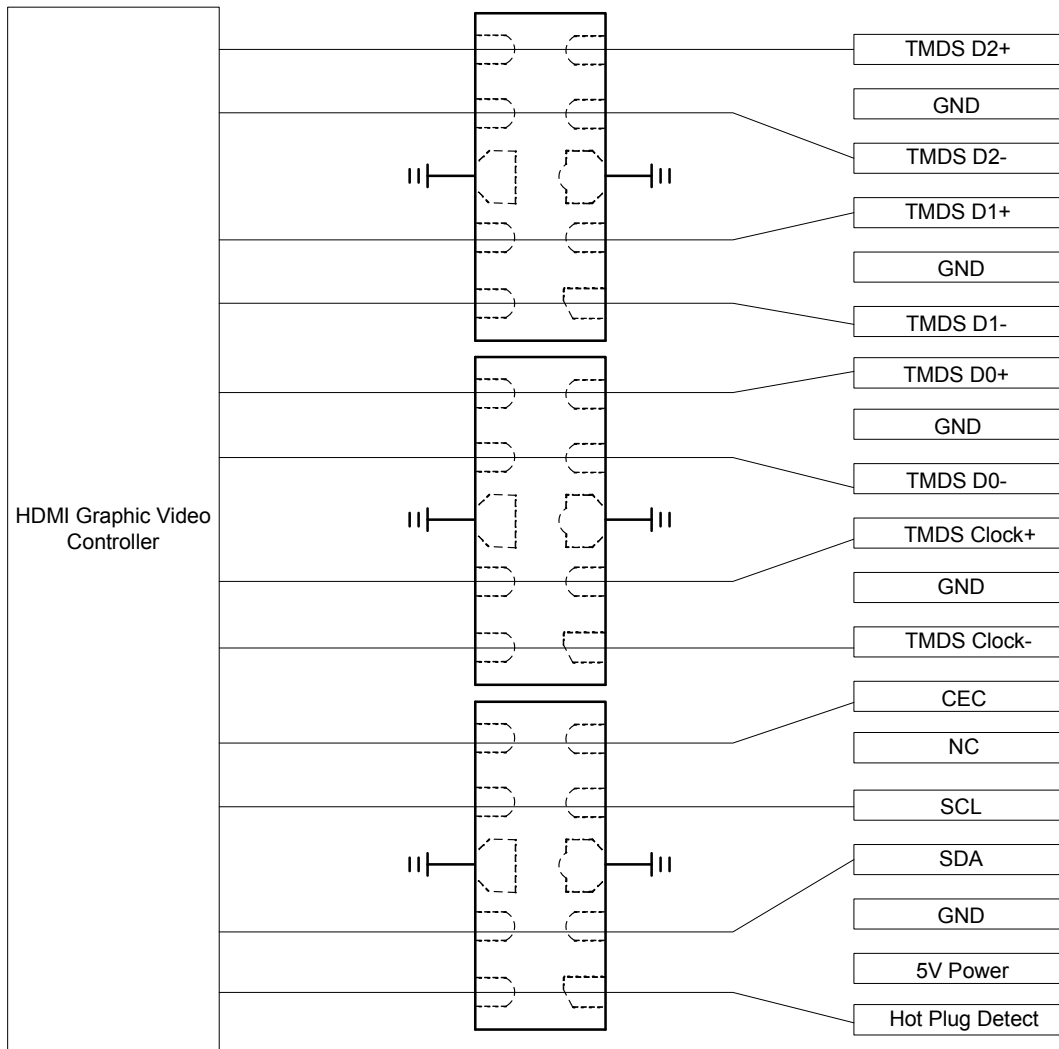 TMDS D2+
GND
TMDS D2-
TMDS D1+
GND
TMDS D1-
TMDS D0+
GND
TMDS D0-
HDMI Graphic Video
Controller
TMDS Clock+
GND
TMDS Clock-
CEC
NC
SCL
SDA
GND
5V Power
Hot Plug Detect